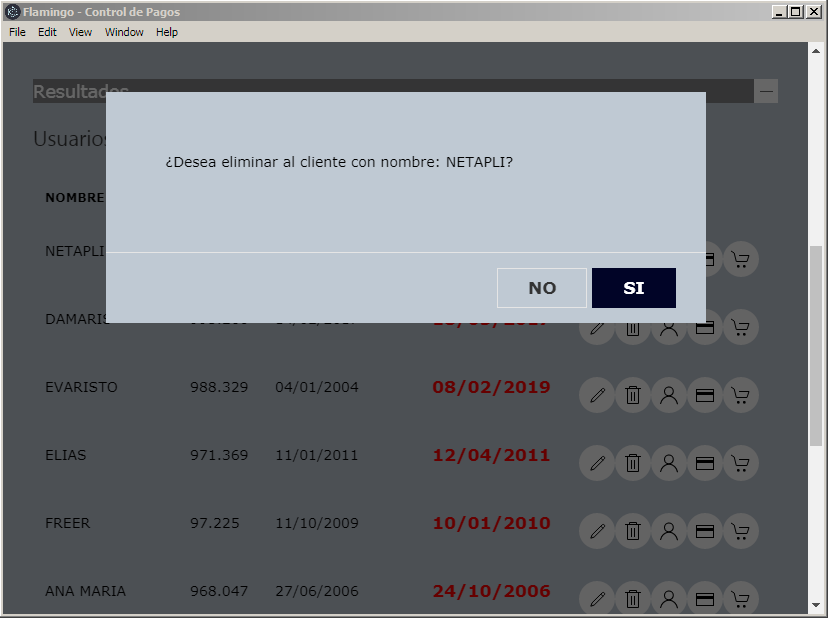 Flamingo - Control de Pagos
File Edit View Window Help
Resultados
Usuarios
¿Desea eliminar al cliente con nombre: NETAPLI?
NO SI
NOMBRE
NETAPLI
DAMARIS
EVARISTO 988.329 04/01/2004 08/02/2019
ELIAS 971.369 11/01/2011 12/04/2011
FREER 97.225 11/10/2009 10/01/2010
ANA MARIA 968.047 27/06/2006 24/10/2006